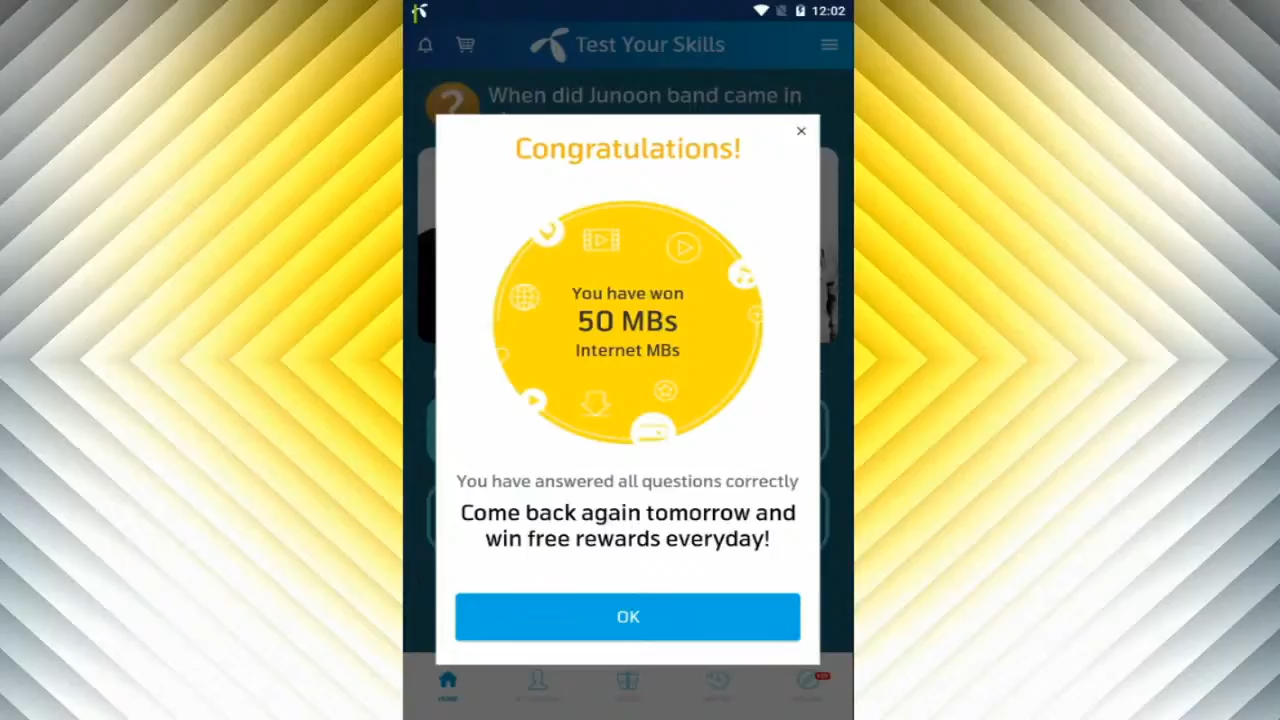 12:02
Test Your Skills
When did Junoon band came in
Congratulations!
You have won
50 MBs
Internet MBs
You have answered all questions correctly
Come back again tomorrow and
win free rewards everyday!
OK
HOME